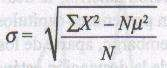 σ = √((ΣX² − Nμ²) / N)